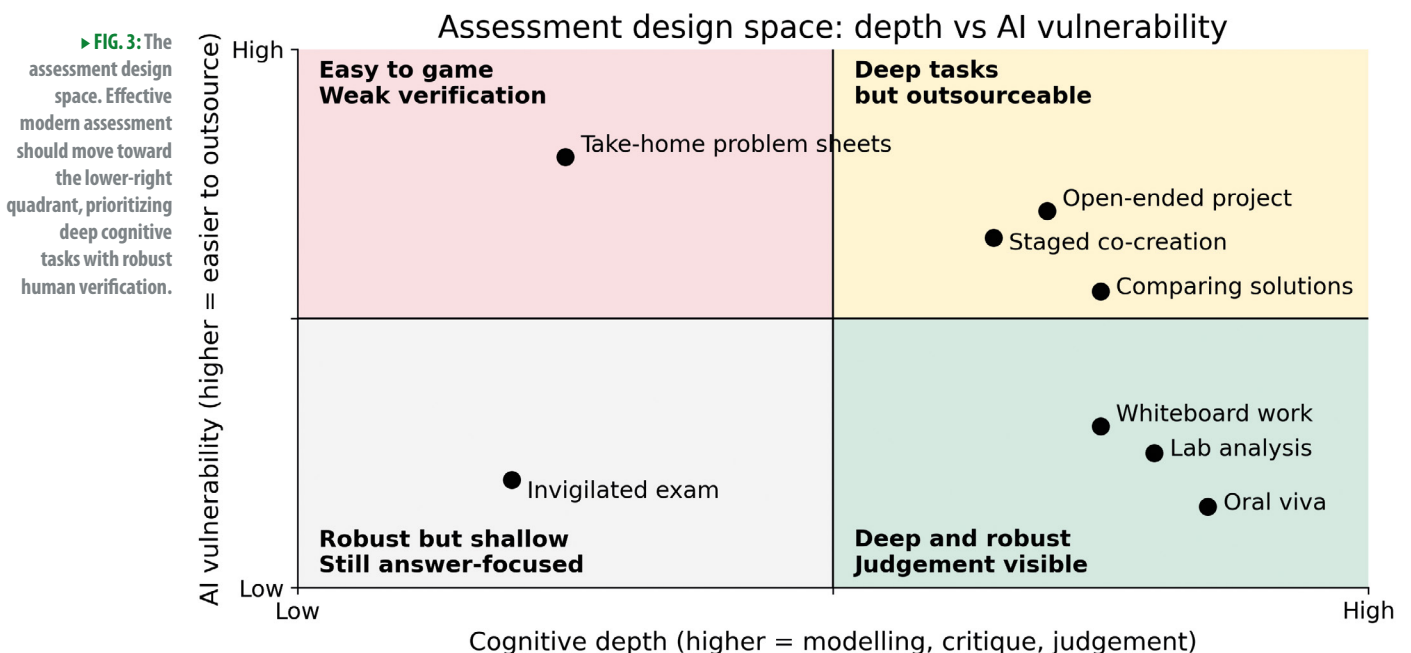 ▸ FIG. 3: The
assessment design
space. Effective
modern assessment
should move toward
the lower-right
quadrant, prioritizing
deep cognitive
tasks with robust
human verification.
Assessment design space: depth vs AI vulnerability
AI vulnerability (higher = easier to outsource)
High
Easy to game
Weak verification
Deep tasks
but outsourceable
Take-home problem sheets
Open-ended project
Staged co-creation
Comparing solutions
Whiteboard work
Lab analysis
Invigilated exam
Oral viva
Robust but shallow
Still answer-focused
Deep and robust
Judgement visible
Low
Low
High
Cognitive depth (higher = modelling, critique, judgement)